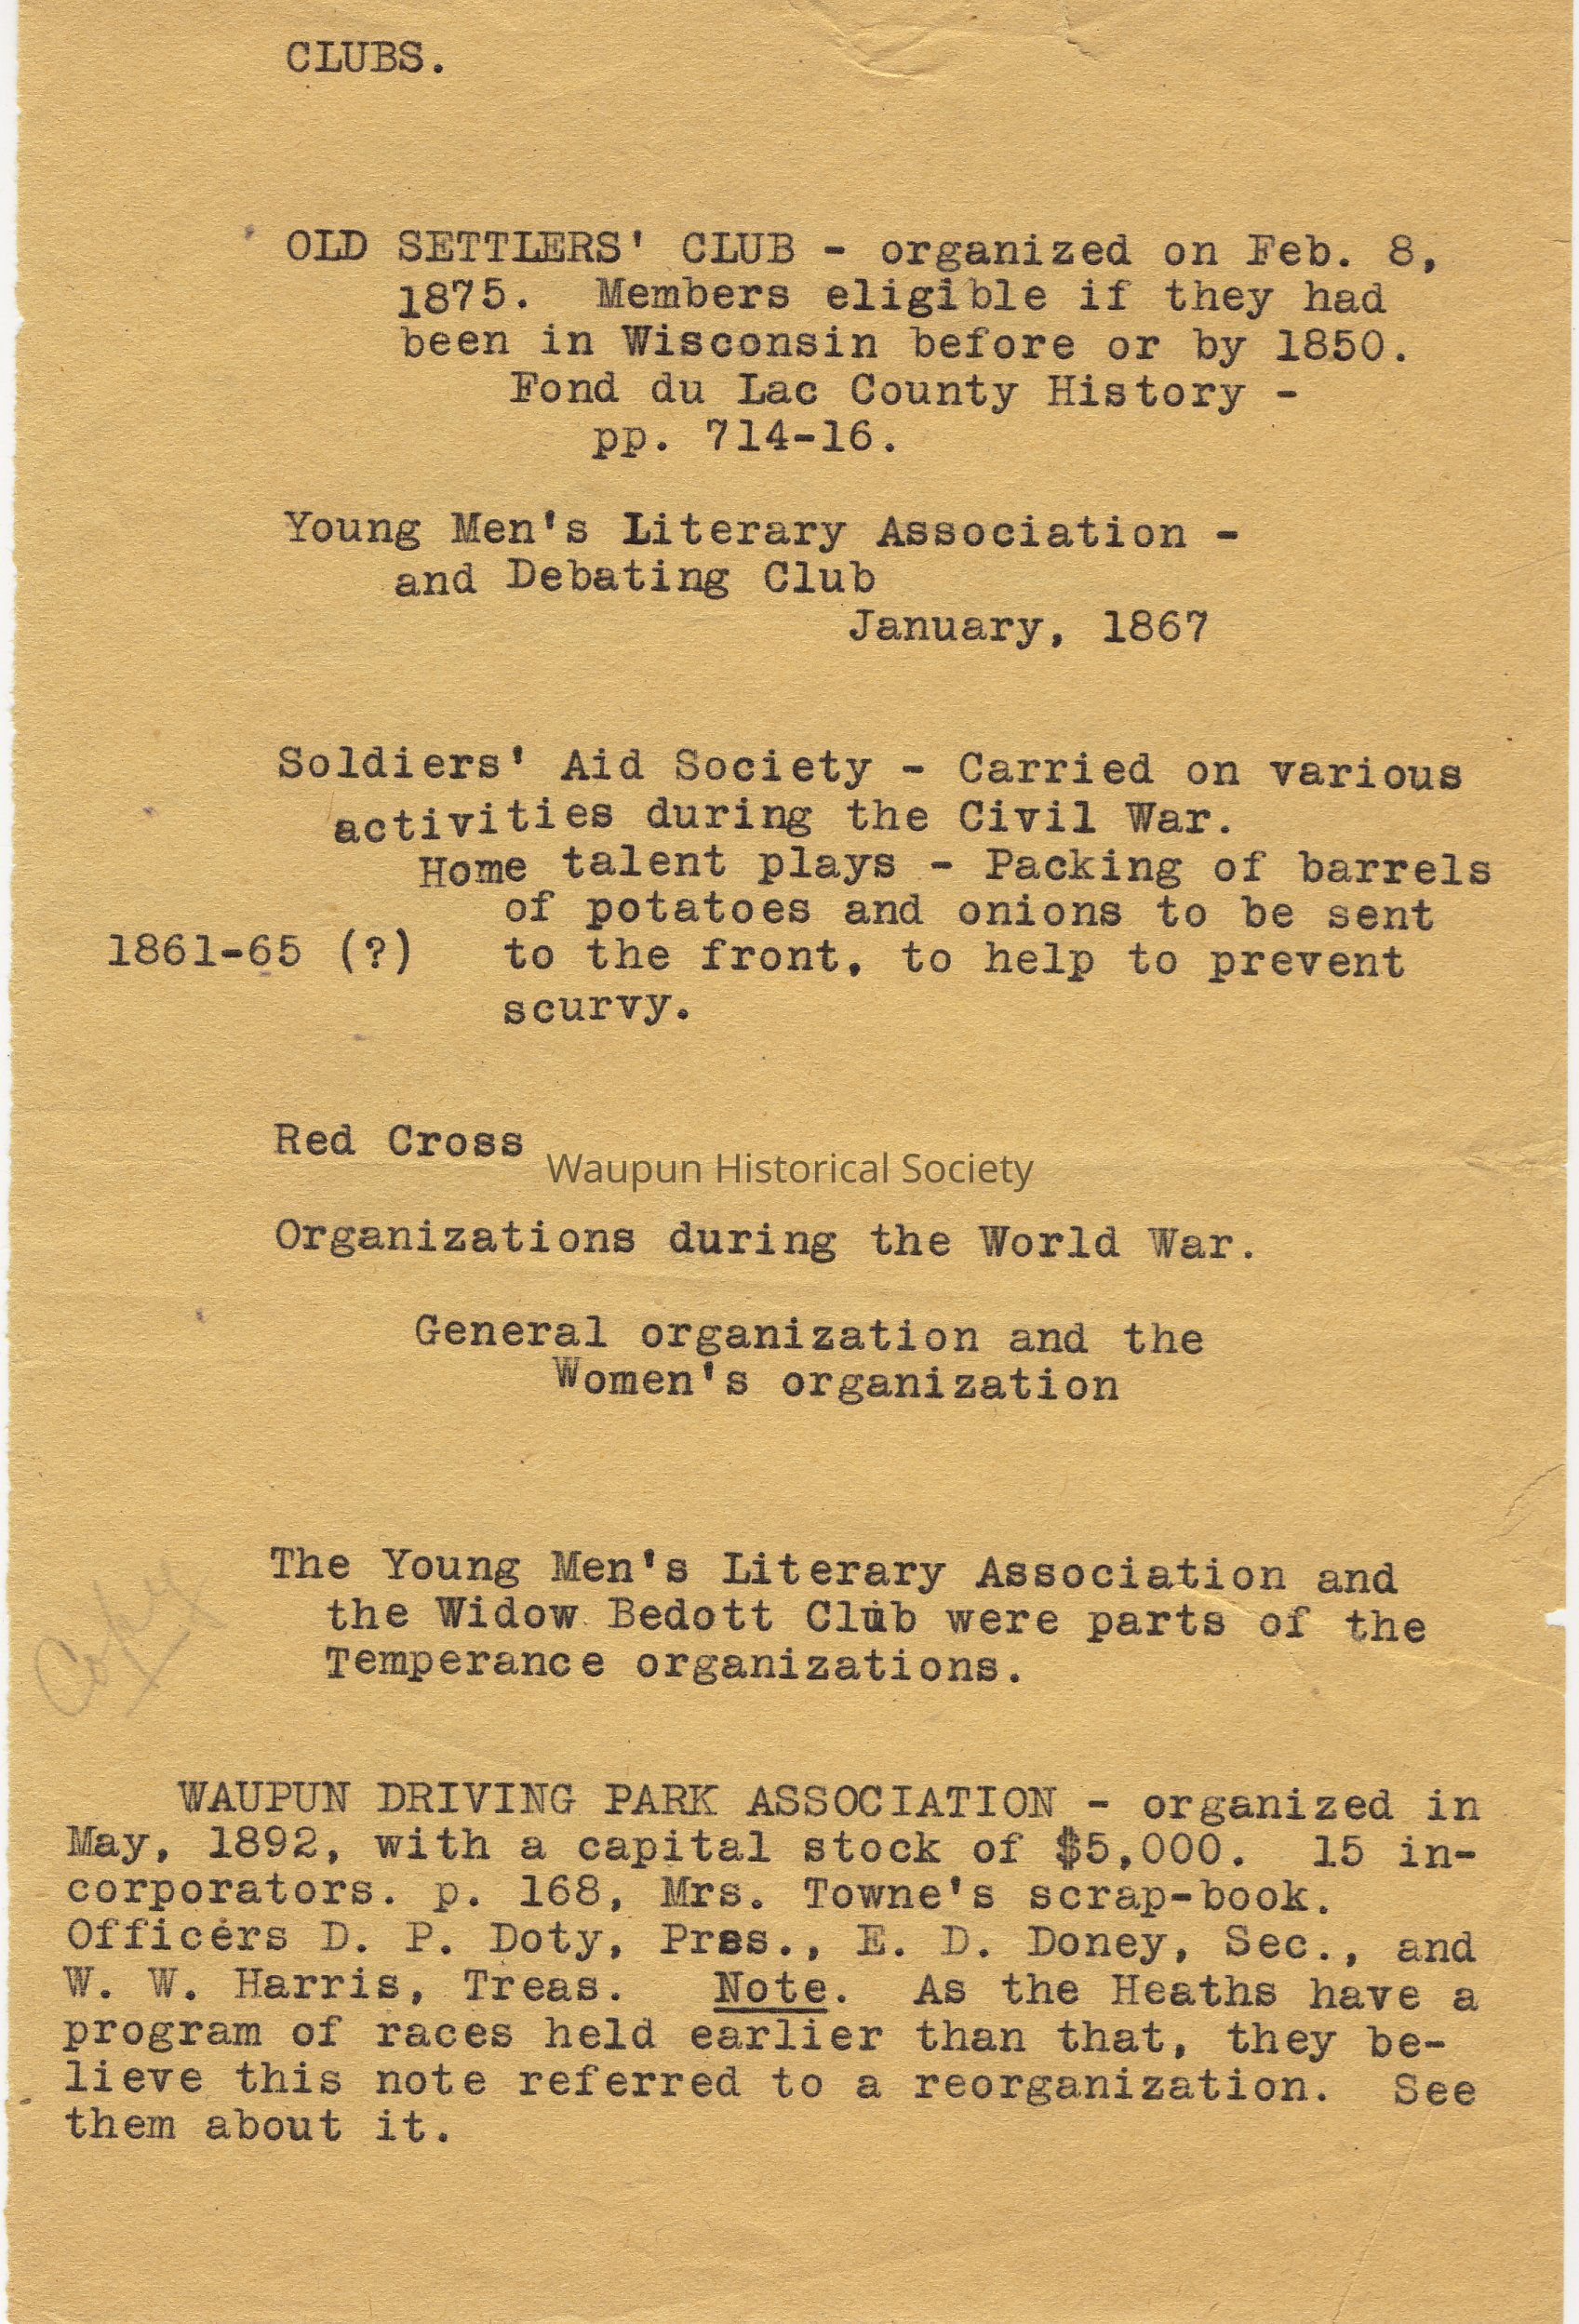 CLUBS.
OLD SETTLERS' CLUB - organized on Feb. 8,
1875. Members eligible if they had
been in Wisconsin before or by 1850.
Fond du Lac County History -
pp. 714-16.
Young Men's Literary Association -
and Debating Club
January, 1867
Soldiers' Aid Society - Carried on various
activities during the Civil War.
Home talent plays - Packing of barrels
of potatoes and onions to be sent
1861-65 (?) to the front, to help to prevent
scurvy.
Red Cross
Waupun Historical Society
Organizations during the World War.
General organization and the
Women's organization
The Young Men's Literary Association and
the Widow Bedott Club were parts of the
Temperance organizations.
Copy
WAUPUN DRIVING PARK ASSOCIATION - organized in
May, 1892, with a capital stock of $5,000. 15 in-
corporators. p. 168, Mrs. Towne's scrap-book.
Officers D. P. Doty, Pres., E. D. Doney, Sec., and
W. W. Harris, Treas. Note. As the Heaths have a
program of races held earlier than that, they be-
lieve this note referred to a reorganization. See
them about it.